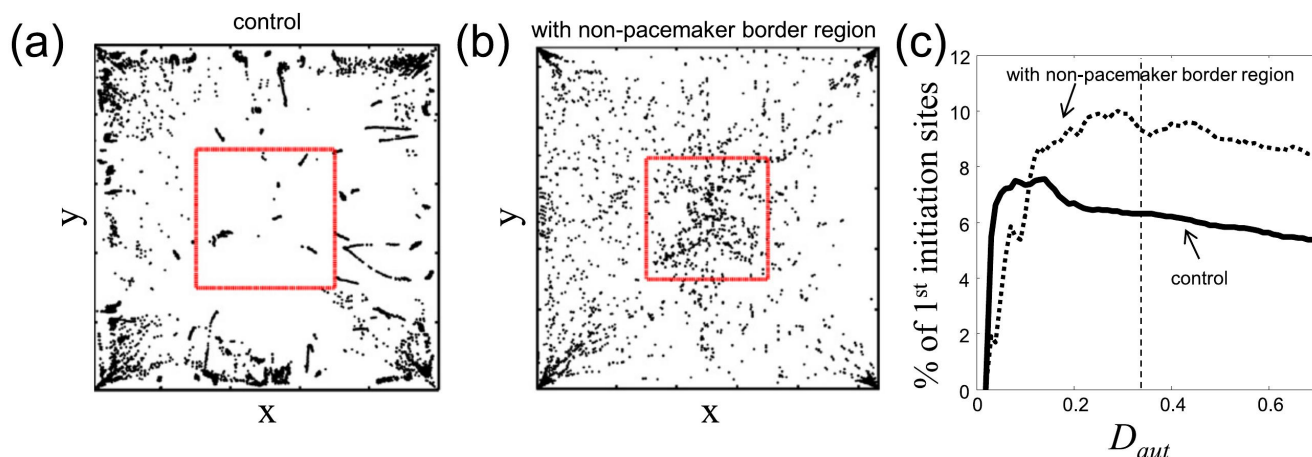 (a)
control
y
x
(b)
with non-pacemaker border region
y
x
(c)
% of 1st initiation sites
12
10
8
6
4
2
0
with non-pacemaker border region
control
0
0.2
0.4
0.6
D_aut